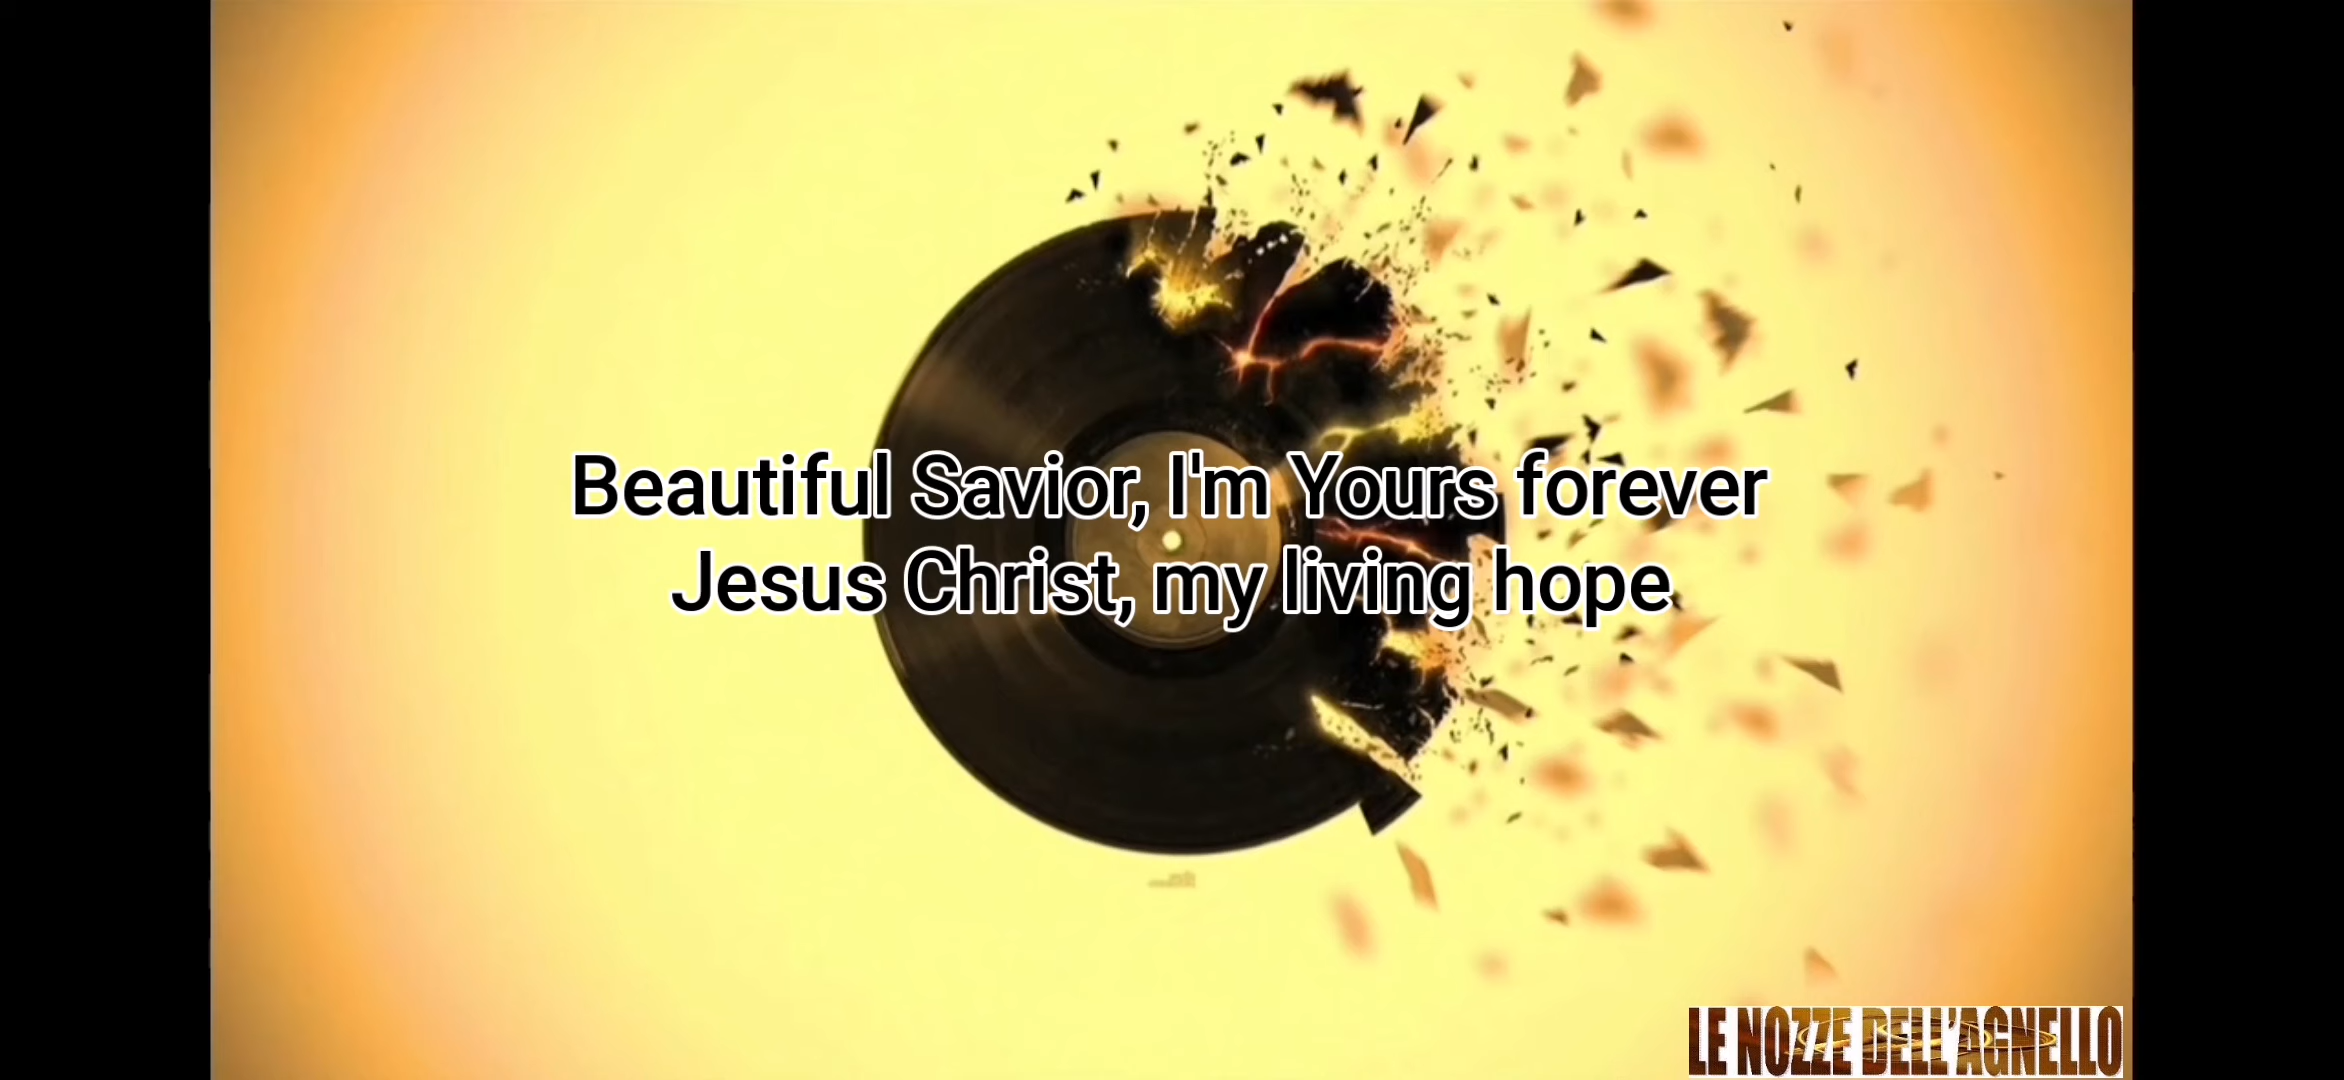 Beautiful Savior, I'm Yours forever
Jesus Christ, my living hope
LE NOZZE DELL'AGNELLO